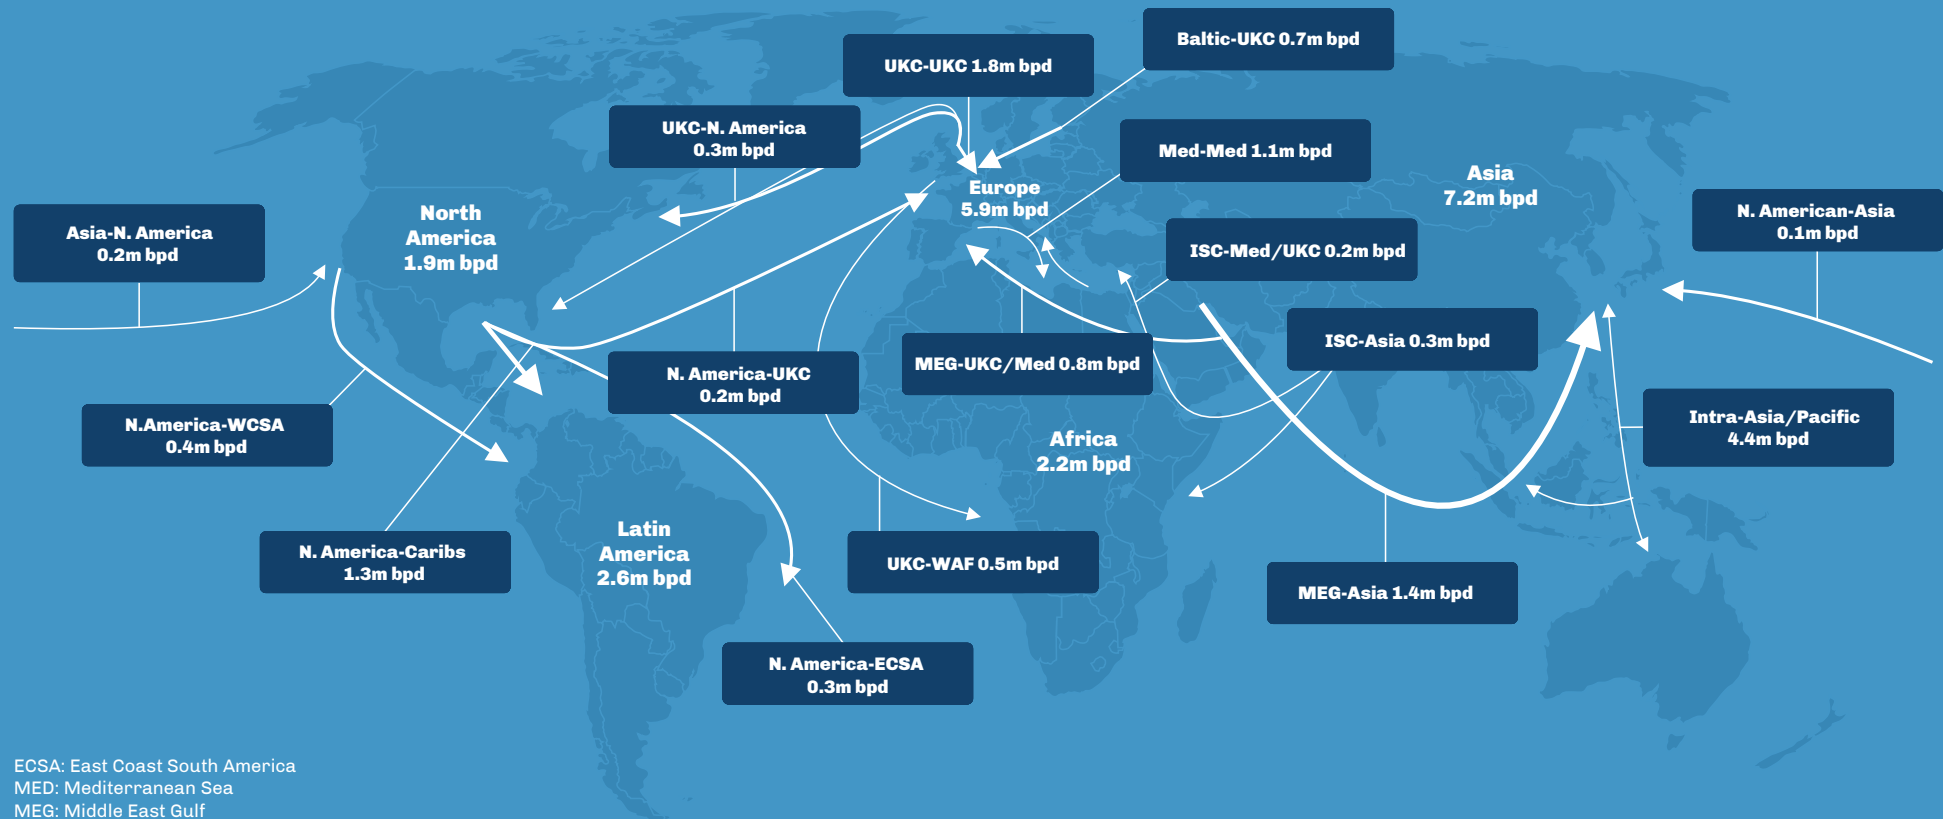 Baltic-UKC 0.7m bpd
UKC-UKC 1.8m bpd
UKC-N. America
0.3m bpd
Med-Med 1.1m bpd
Asia
7.2m bpd
Europe
5.9m bpd
North
America
1.9m bpd
Asia-N. America
0.2m bpd
N. American-Asia
0.1m bpd
ISC-Med/UKC 0.2m bpd
ISC-Asia 0.3m bpd
MEG-UKC/Med 0.8m bpd
N. America-UKC
0.2m bpd
N.America-WCSA
0.4m bpd
Intra-Asia/Pacific
4.4m bpd
Africa
2.2m bpd
Latin
America
2.6m bpd
N. America-Caribs
1.3m bpd
UKC-WAF 0.5m bpd
MEG-Asia 1.4m bpd
N. America-ECSA
0.3m bpd
ECSA: East Coast South America
MED: Mediterranean Sea
MEG: Middle East Gulf